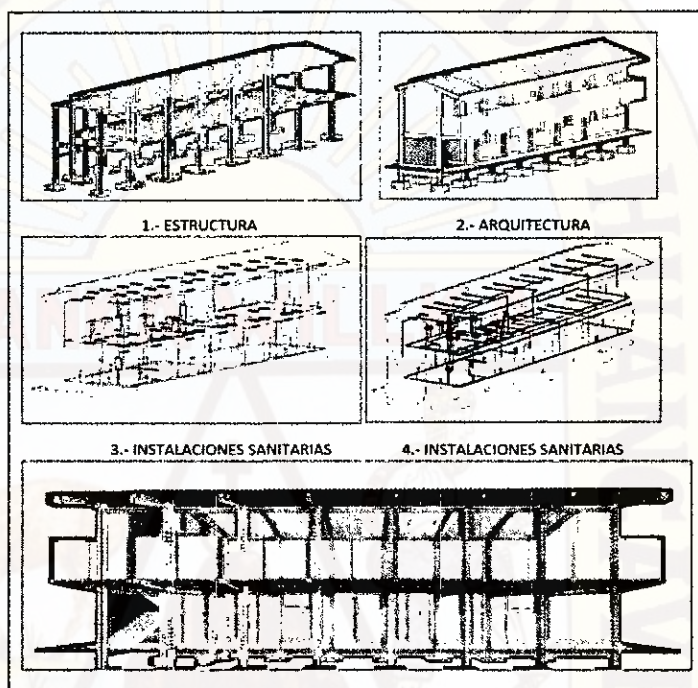 1.- ESTRUCTURA
2.- ARQUITECTURA
3.- INSTALACIONES SANITARIAS
4.- INSTALACIONES SANITARIAS